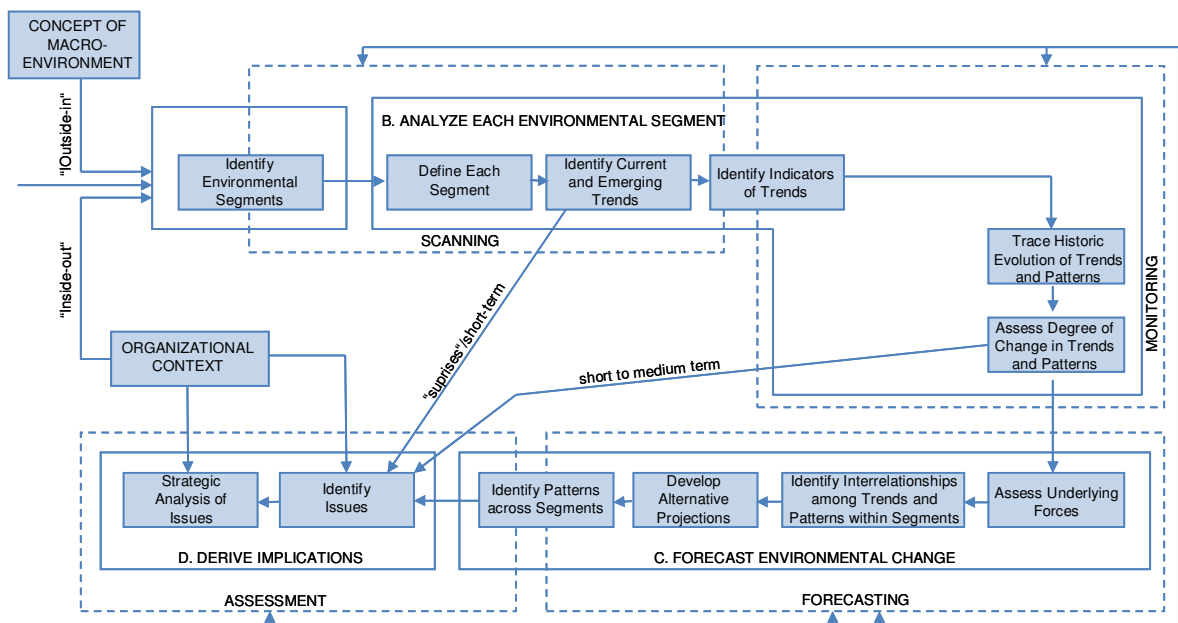 CONCEPT OF
MACRO-
ENVIRONMENT
"IOutside-in"
B. ANALYZE EACH ENVIRONMENTAL SEGMENT
Identify
Environmental
Segments
Define Each
Segment
Identify Current
and Emerging
Trends
Identify Indicators
of Trends
SCANNING
Trace Historic
Evolution of Trends
and Patterns
MONITORING
"Inside-out"
Assess Degree of
Change in Trends
and Patterns
ORGANIZATIONAL
CONTEXT
"suprises"/short-term
short to medium term
Strategic
Analysis of
Issues
Identify
Issues
Identify Patterns
across Segments
Develop
Alternative
Projections
Identify Interrelationships
among Trends and
Patterns within Segments
Assess Underlying
Forces
D. DERIVE IMPLICATIONS
C. FORECAST ENVIRONMENTAL CHANGE
ASSESSMENT
FORECASTING